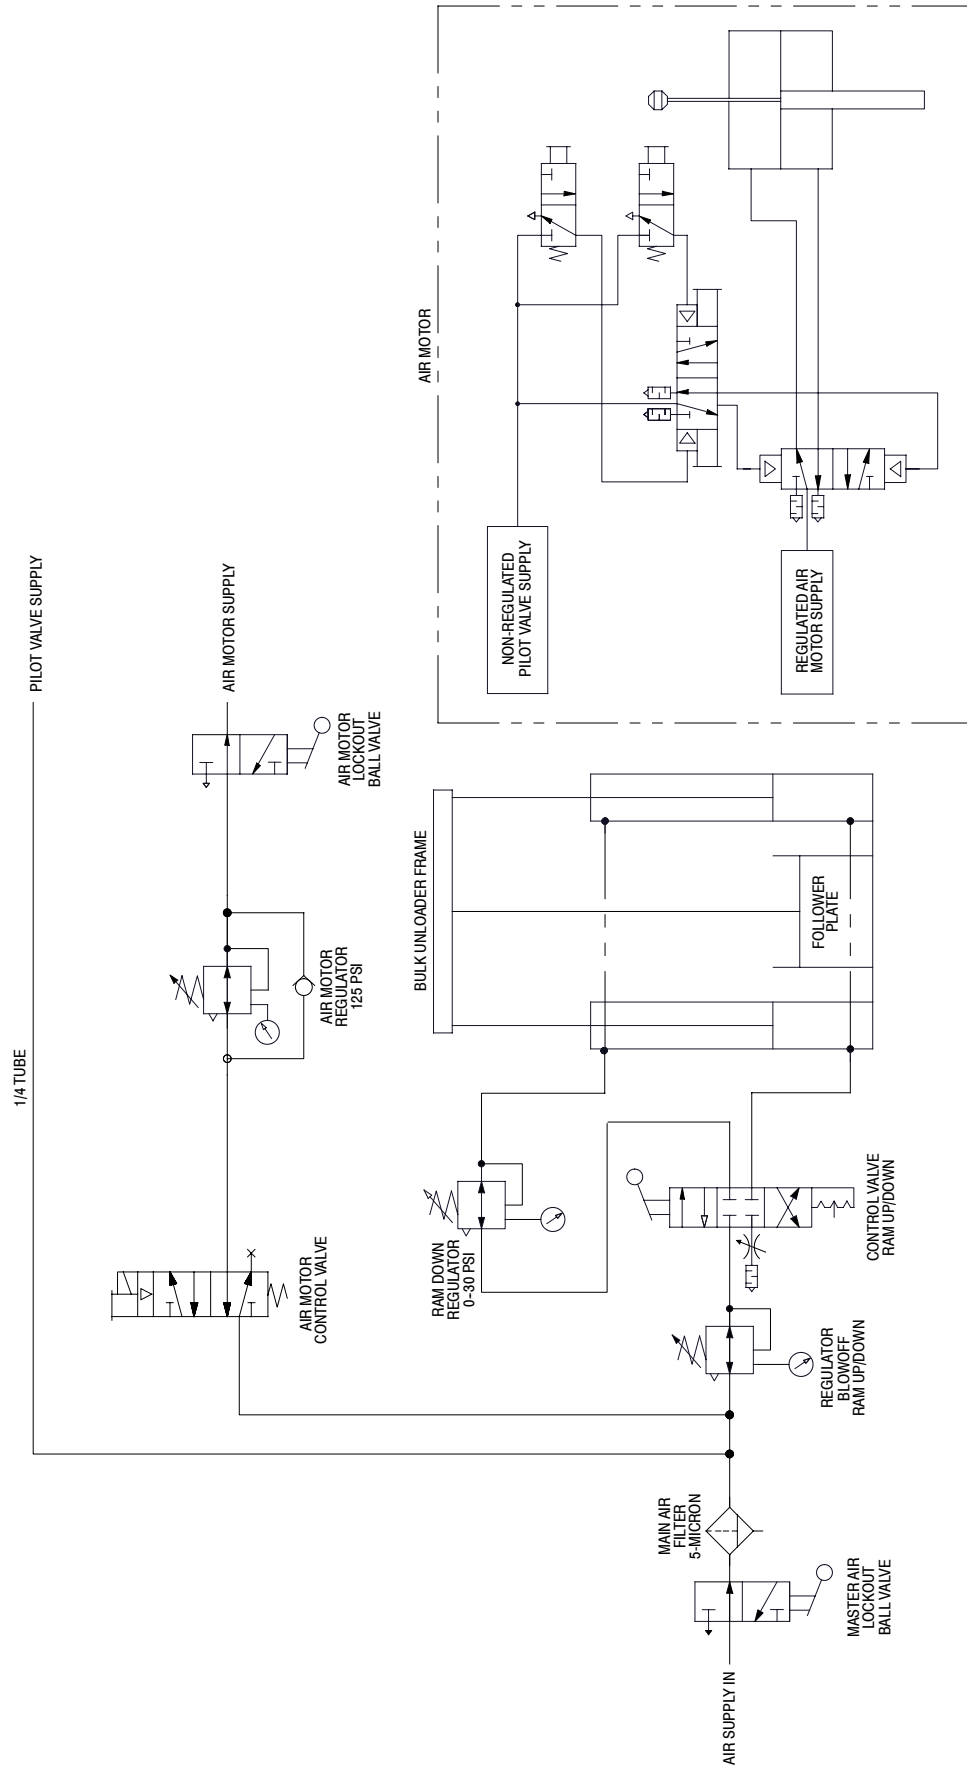 PILOT VALVE SUPPLY
1/4 TUBE
AIR MOTOR SUPPLY
AIR MOTOR
LOCKOUT
BALL VALVE
AIR MOTOR
REGULATOR
125 PSI
AIR MOTOR
CONTROL VALVE
AIR MOTOR
NON-REGULATED
PILOT VALVE SUPPLY
REGULATED AIR
MOTOR SUPPLY
BULK UNLOADER FRAME
FOLLOWER
PLATE
RAM DOWN
REGULATOR
0-30 PSI
CONTROL VALVE
RAM UP/DOWN
REGULATOR
BLOWOFF
RAM UP/DOWN
MAIN AIR
FILTER
5-MICRON
MASTER AIR
LOCKOUT
BALL VALVE
AIR SUPPLY IN